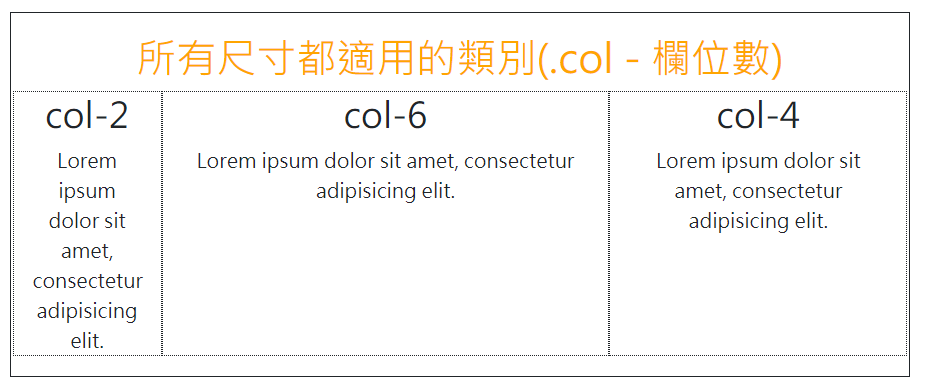 所有尺寸都適用的類別(.col - 欄位數)
col-2
Lorem
ipsum
dolor sit
amet,
consectetur
adipisicing
elit.
col-6
Lorem ipsum dolor sit amet, consectetur
adipisicing elit.
col-4
Lorem ipsum dolor sit
amet, consectetur
adipisicing elit.